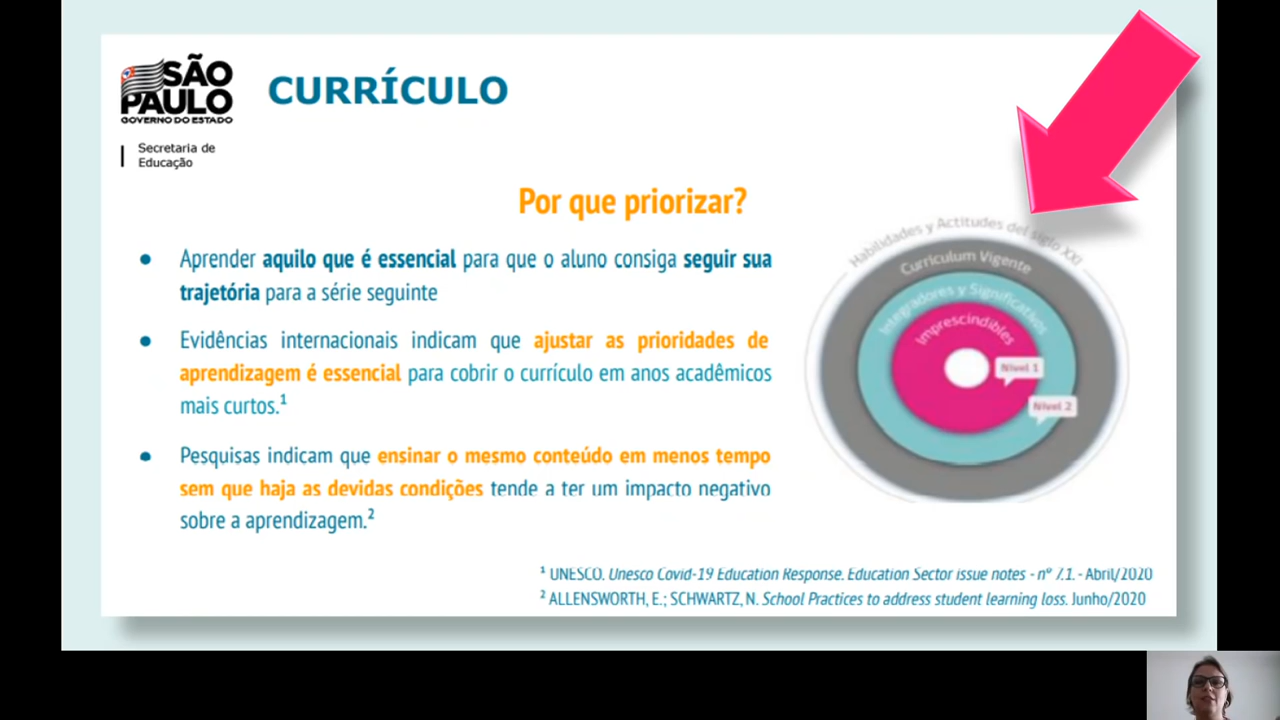 SÃO
PAULO
GOVERNO DO ESTADO
Secretaria de
Educação
CURRÍCULO
Por que priorizar?
● Aprender aquilo que é essencial para que o aluno consiga seguir sua
trajetória para a série seguinte
● Evidências internacionais indicam que ajustar as prioridades de
aprendizagem é essencial para cobrir o currículo em anos acadêmicos
mais curtos.¹
● Pesquisas indicam que ensinar o mesmo conteúdo em menos tempo
sem que haja as devidas condições tende a ter um impacto negativo
sobre a aprendizagem.²
Habilidades y Actitudes del siglo XXI
Curriculum Vigente
Integradores y Significativos
Imprescindibles
Nivel 1
Nivel 2
¹ UNESCO. Unesco Covid-19 Education Response. Education Sector issue notes - nº 7.1. - Abril/2020
² ALLENSWORTH, E.; SCHWARTZ, N. School Practices to address student learning loss. Junho/2020